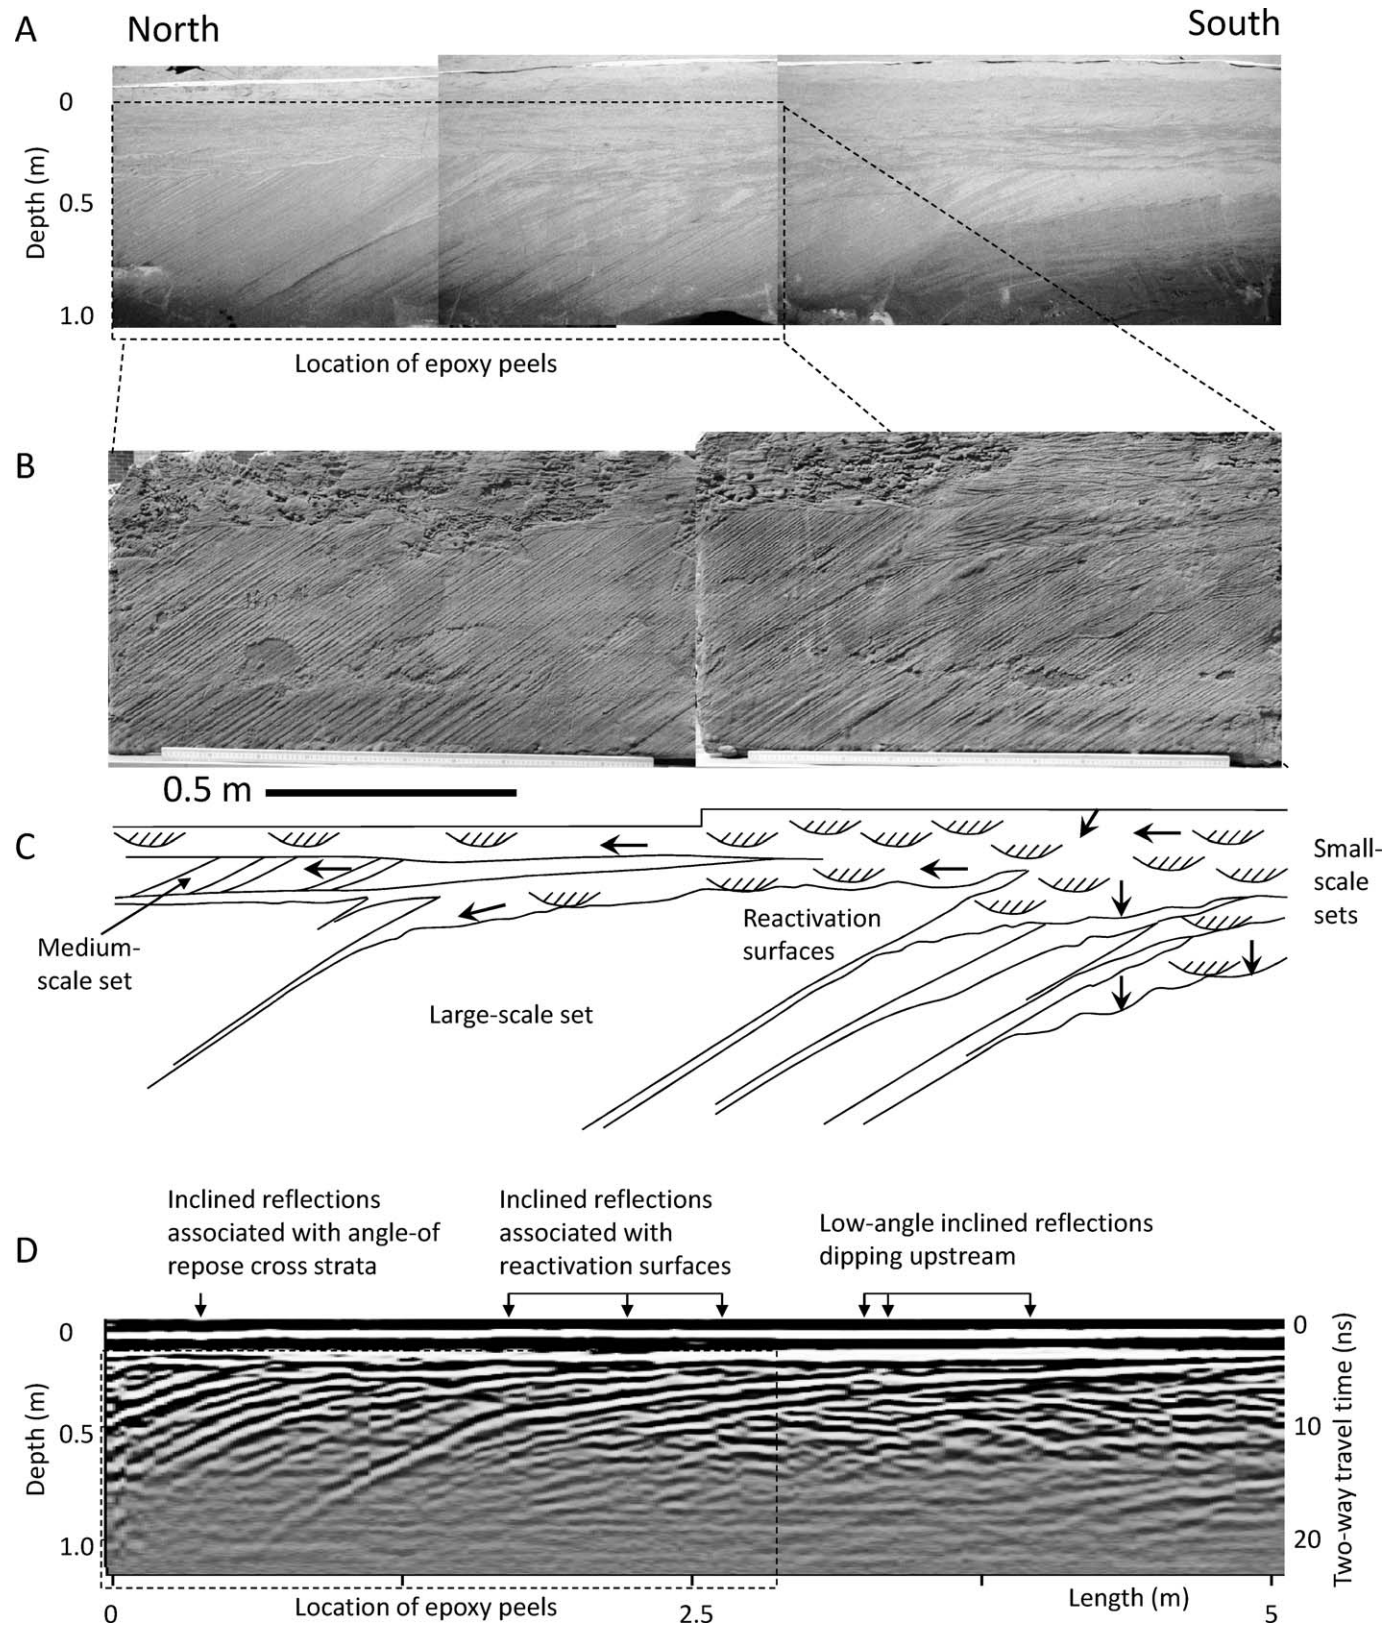 A
North
South
0
0.5
1.0
Depth (m)
Location of epoxy peels
B
0.5 m
C
Medium-
scale set
Large-scale set
Reactivation
surfaces
Small-
scale
sets
D
Inclined reflections
associated with angle-of
repose cross strata
Inclined reflections
associated with
reactivation surfaces
Low-angle inclined reflections
dipping upstream
0
0.5
1.0
Depth (m)
0
10
20
Two-way travel time (ns)
0
Location of epoxy peels
2.5
Length (m)
5